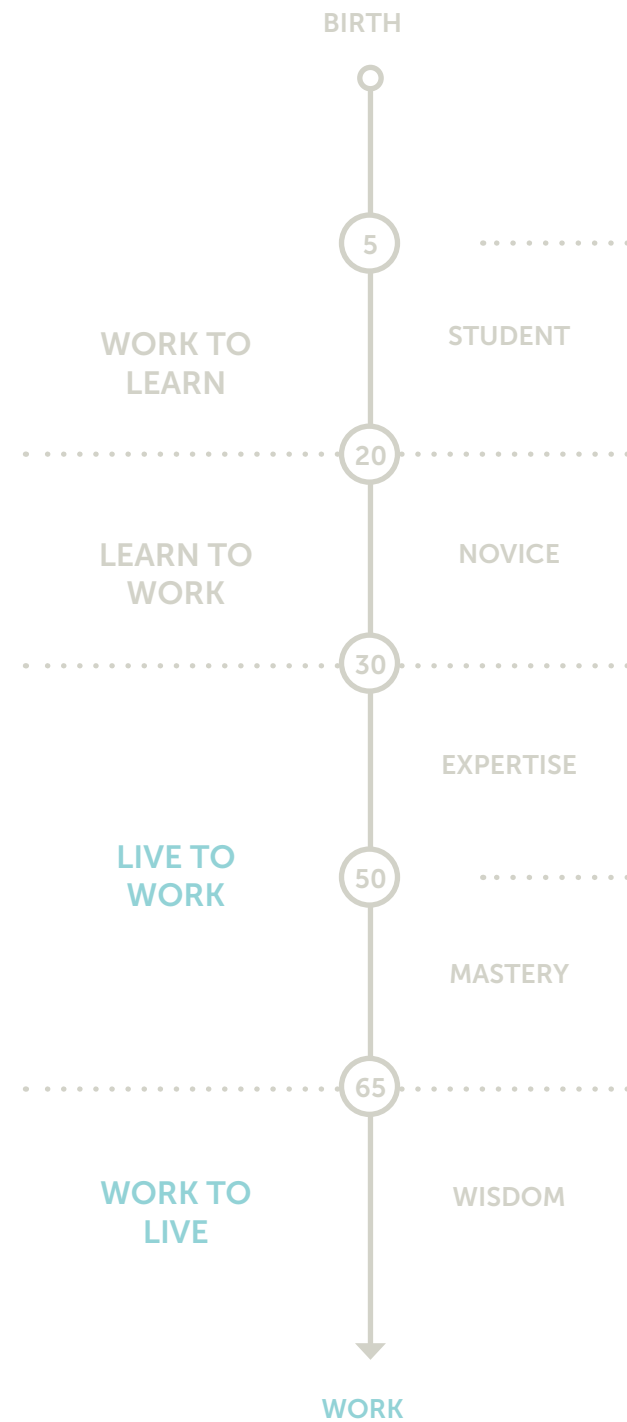 BIRTH
5
STUDENT
WORK TO
LEARN
20
LEARN TO
WORK
NOVICE
30
EXPERTISE
LIVE TO
WORK
50
MASTERY
65
WORK TO
LIVE
WISDOM
WORK